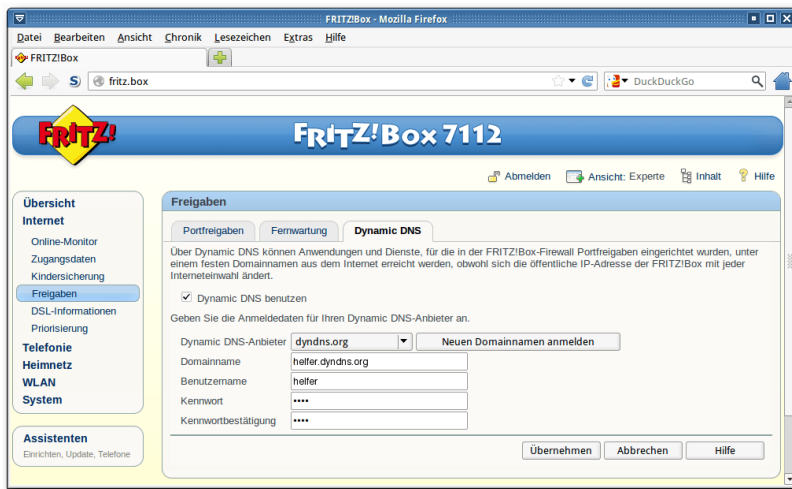 FRITZ!Box - Mozilla Firefox
Datei Bearbeiten Ansicht Chronik Lesezeichen Extras Hilfe
FRITZ!Box
S) fritz.box DuckDuckGo
FRITZ! FRITZ!Box 7112
Abmelden Ansicht: Experte Inhalt Hilfe
Übersicht
Internet
Online-Monitor
Zugangsdaten
Kindersicherung
Freigaben
DSL-Informationen
Priorisierung
Telefonie
Heimnetz
WLAN
System
Assistenten
Einrichten, Update, Telefone
Freigaben
Portfreigaben Fernwartung Dynamic DNS
Über Dynamic DNS können Anwendungen und Dienste, für die in der FRITZ!Box-Firewall Portfreigaben eingerichtet wurden, unter
einem festen Domainnamen aus dem Internet erreicht werden, obwohl sich die öffentliche IP-Adresse der FRITZ!Box mit jeder
Interneteinwahl ändert.
Dynamic DNS benutzen
Geben Sie die Anmeldedaten für Ihren Dynamic DNS-Anbieter an.
Dynamic DNS-Anbieter dyndns.org Neuen Domainnamen anmelden
Domainname helfer.dyndns.org
Benutzername helfer
Kennwort ••••
Kennwortbestätigung ••••
Übernehmen Abbrechen Hilfe